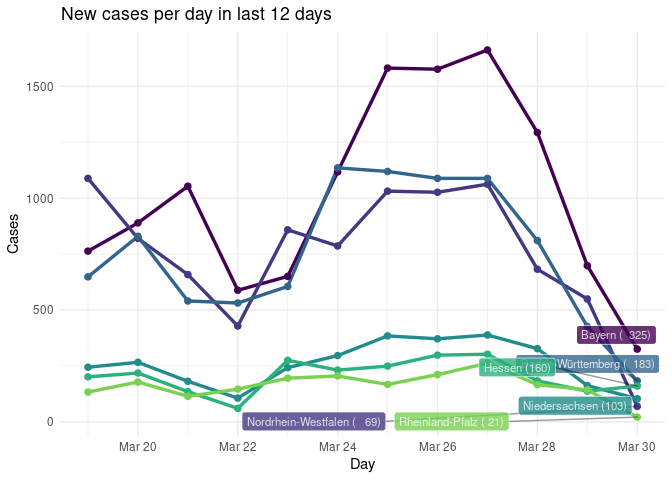 New cases per day in last 12 days
1500
1000
500
0
Cases
Bayern ( 325)
Württemberg ( 183)
Hessen (160)
Niedersachsen (103)
Nordrhein-Westfalen ( 69)
Rheinland-Pfalz ( 21)
Mar 20
Mar 22
Mar 24
Mar 26
Mar 28
Mar 30
Day